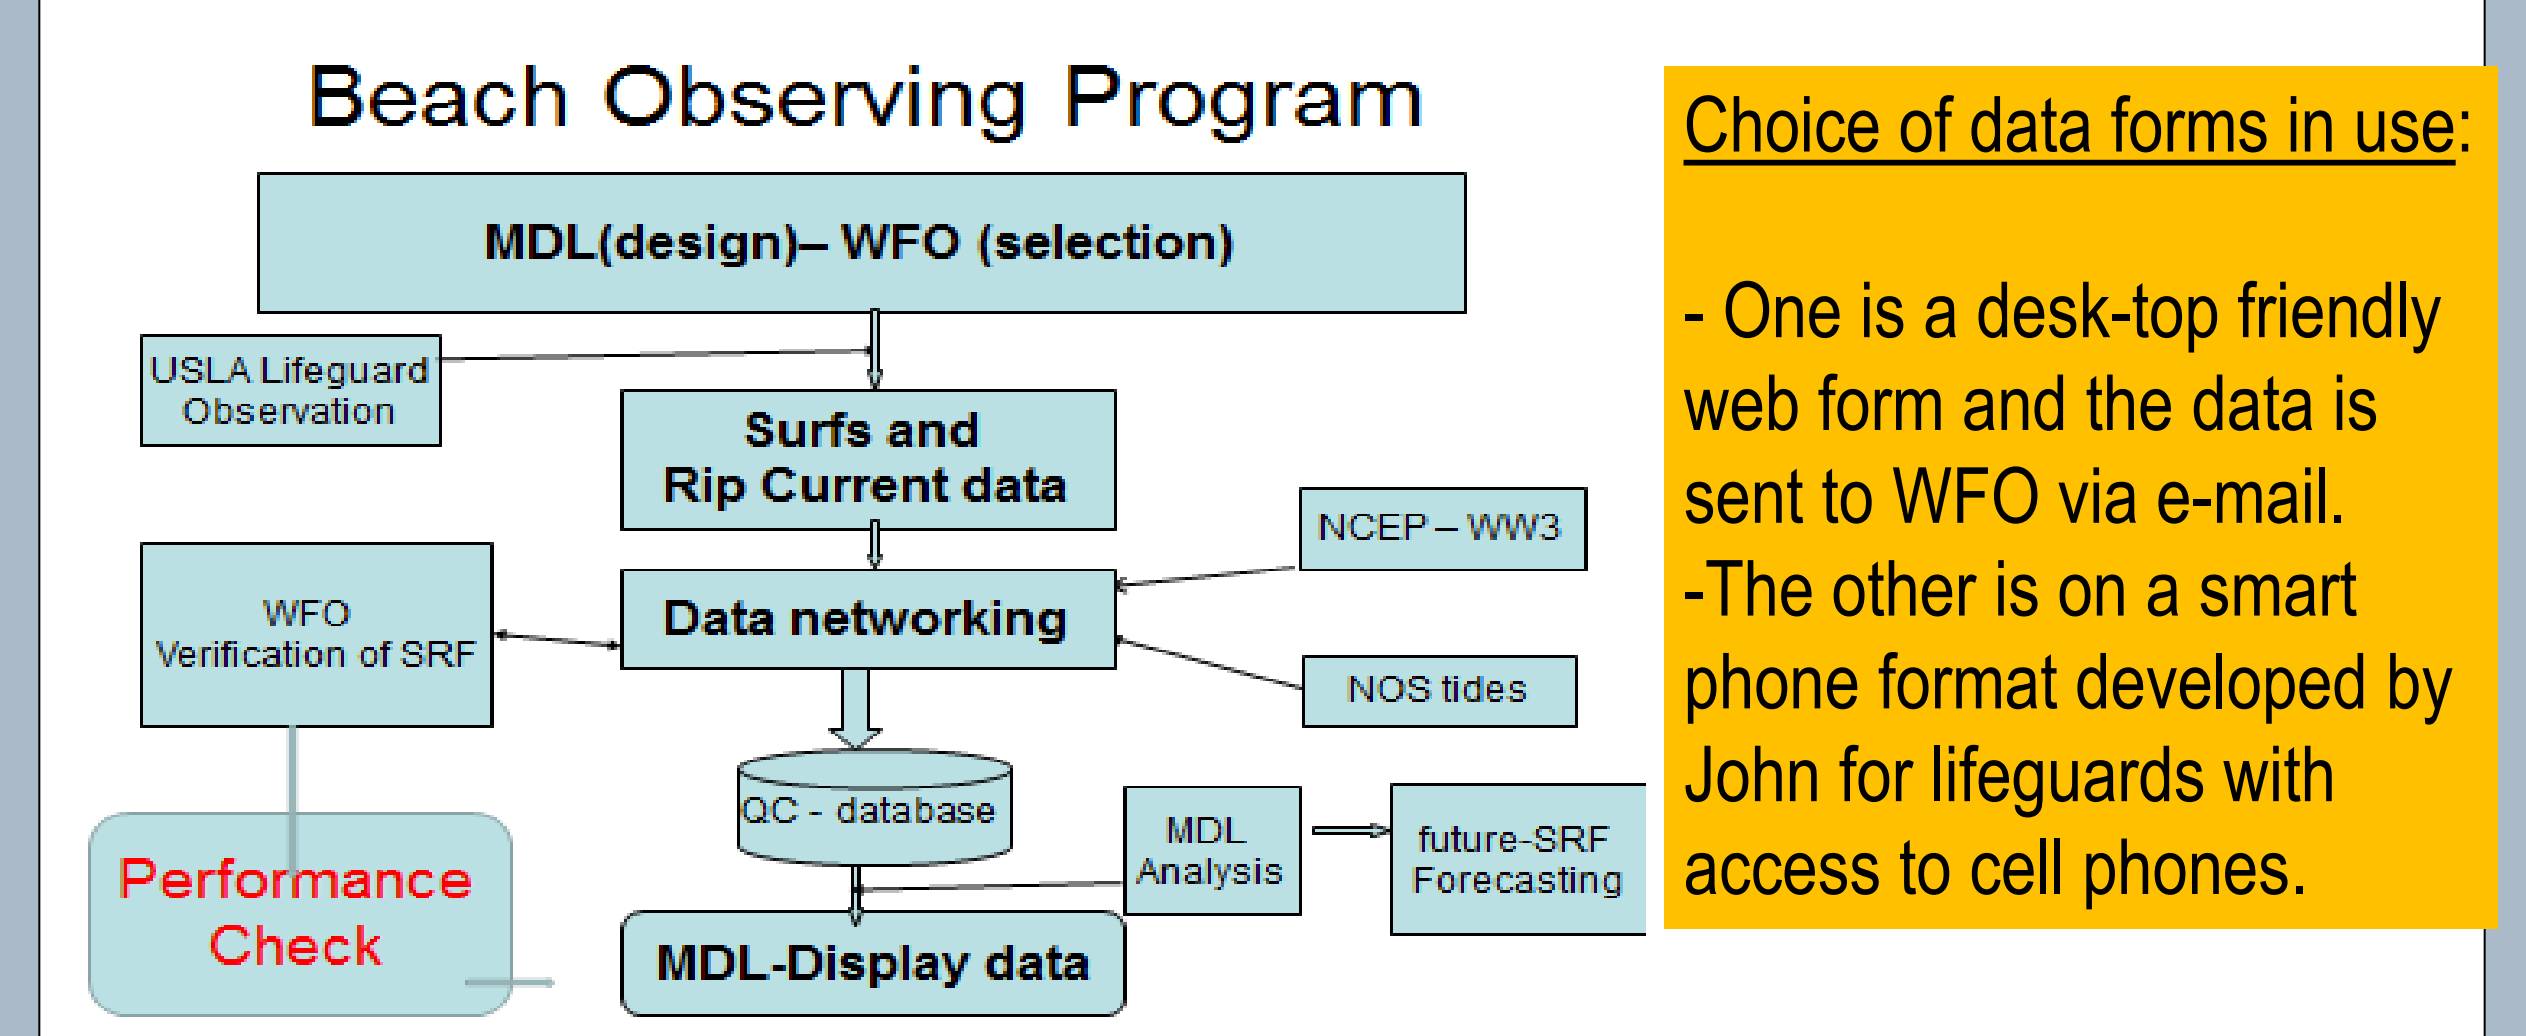 Beach Observing Program
MDL(design)– WFO (selection)
USLA Lifeguard
Observation
Surfs and
Rip Current data
NCEP – WW3
WFO
Verification of SRF
Data networking
NOS tides
QC - database
MDL
Analysis
future-SRF
Forecasting
Performance
Check
MDL-Display data
Choice of data forms in use:
- One is a desk-top friendly
web form and the data is
sent to WFO via e-mail.
-The other is on a smart
phone format developed by
John for lifeguards with
access to cell phones.